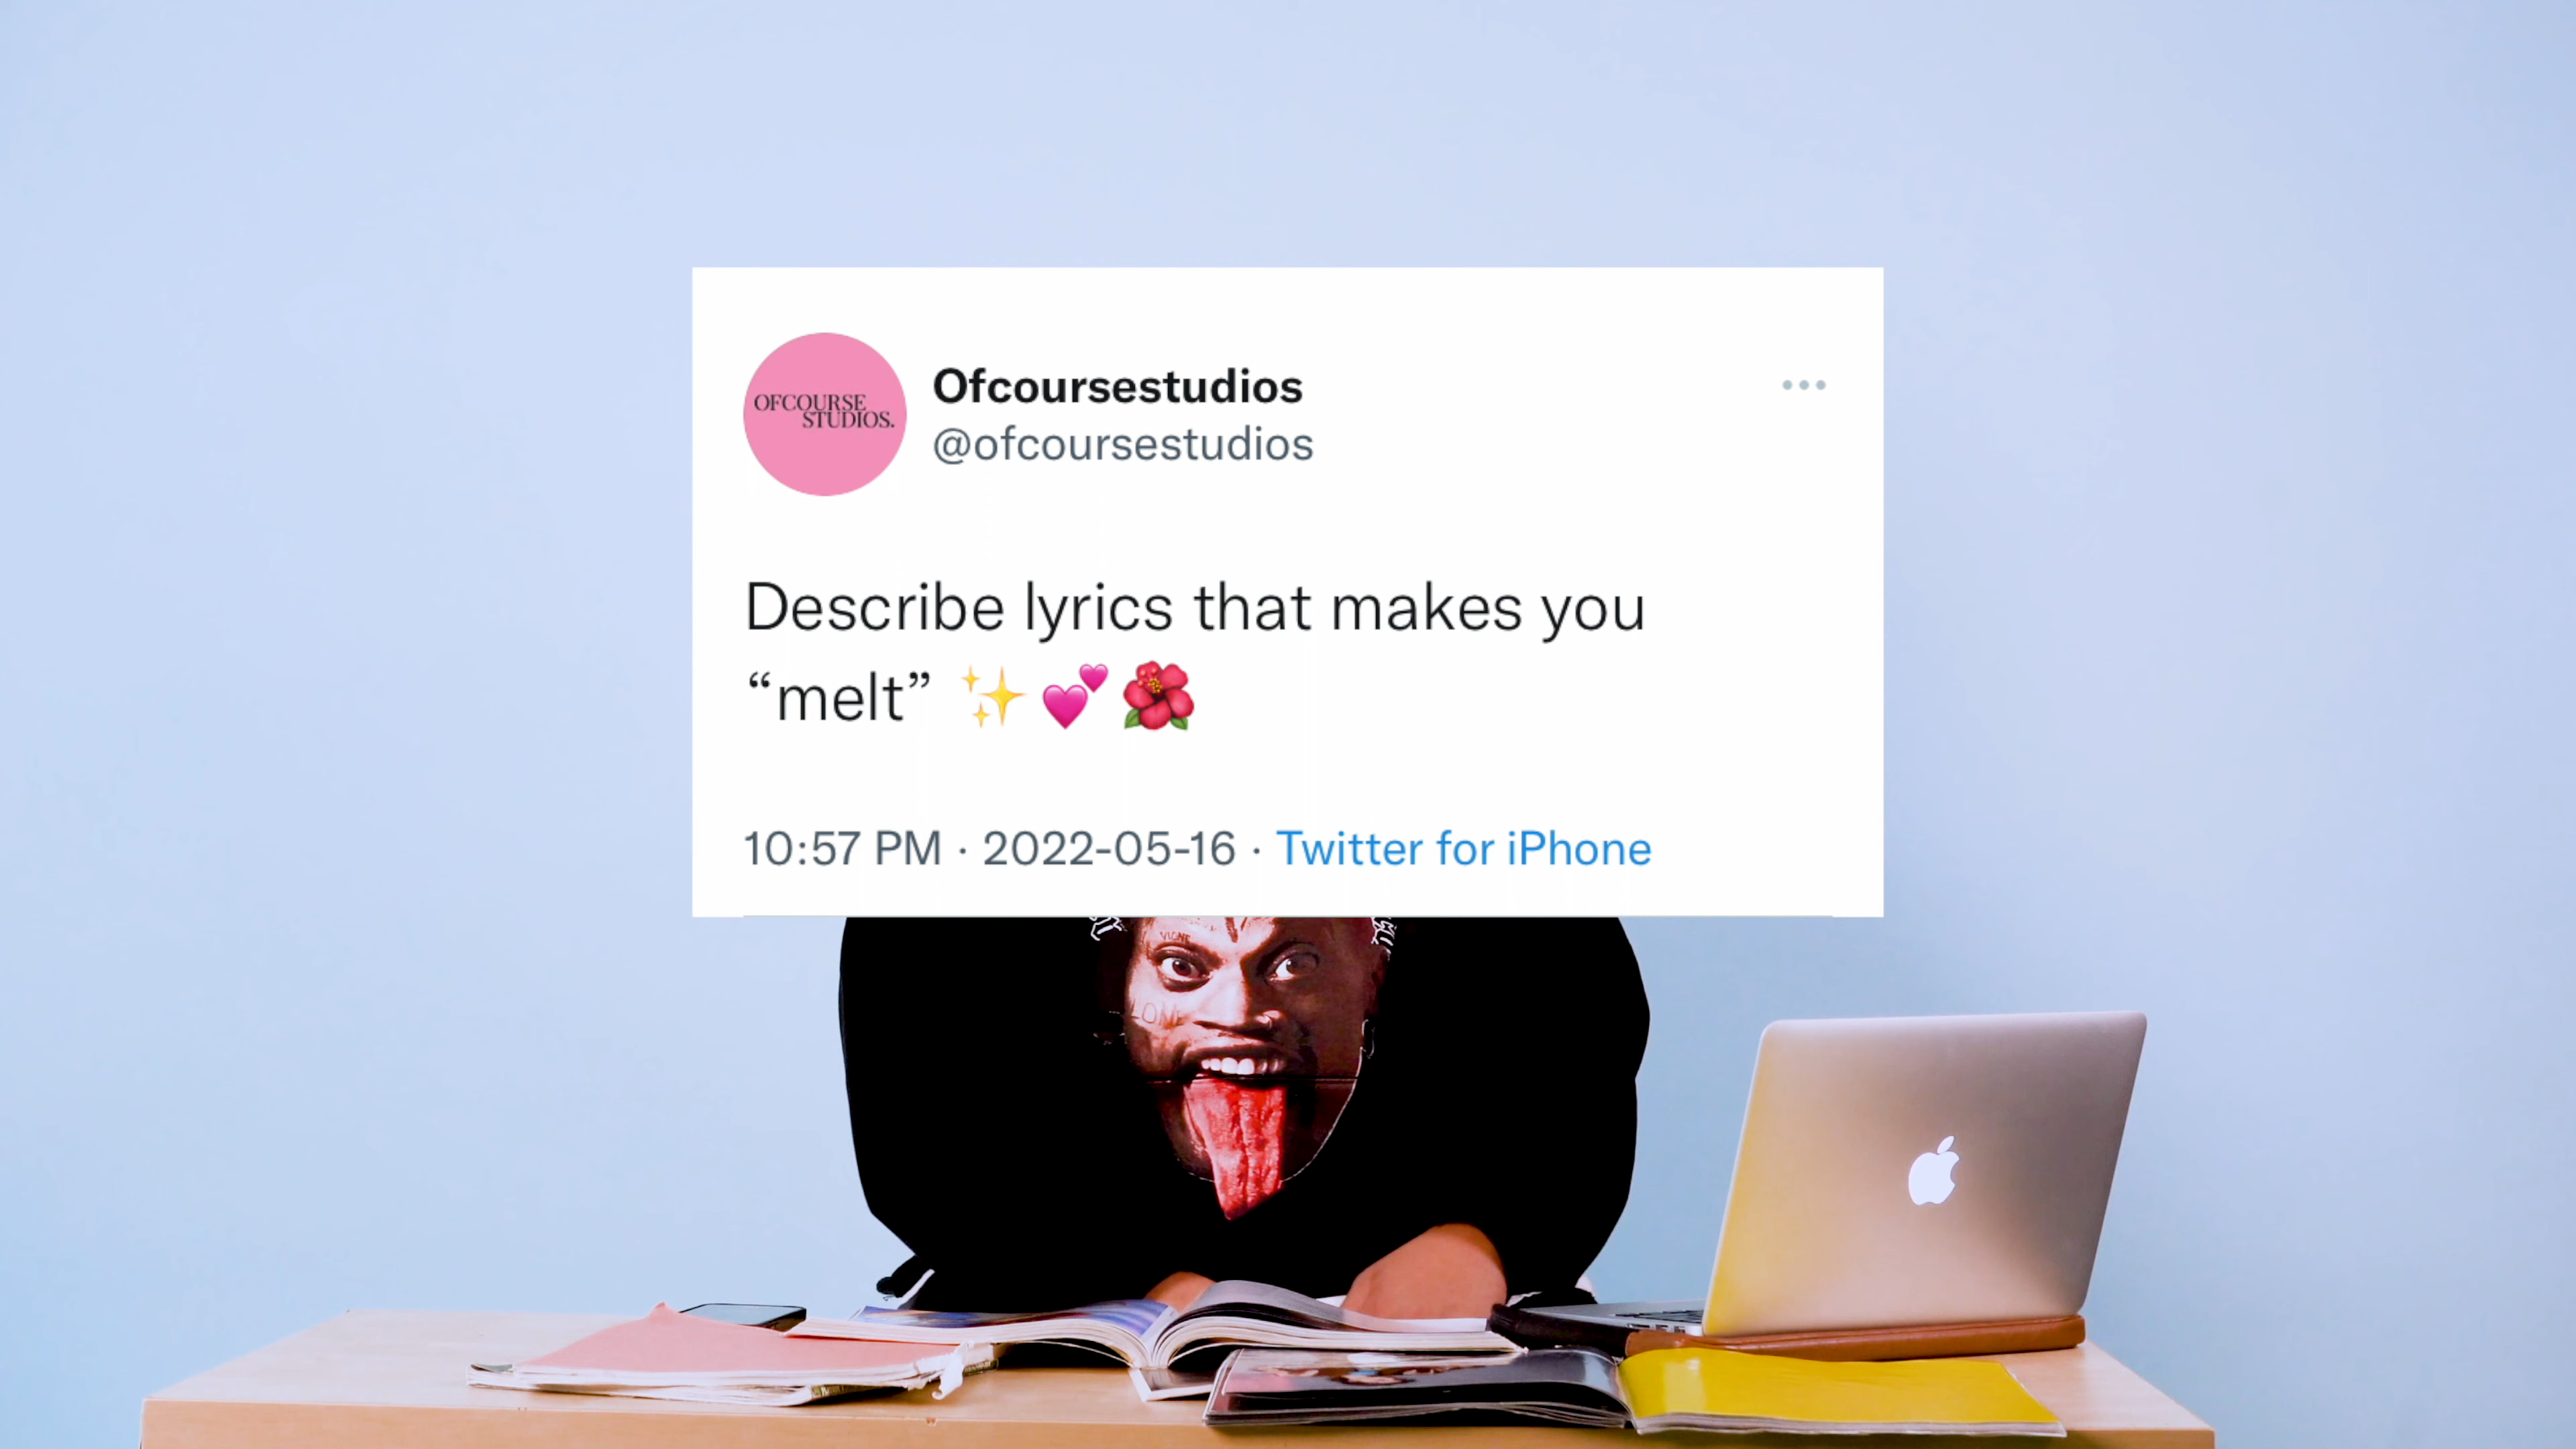 OFCOURSE
STUDIOS.
Ofcoursestudios
@ofcoursestudios
Describe lyrics that makes you
“melt” ✨💕🌺
10:57 PM · 2022-05-16 · Twitter for iPhone